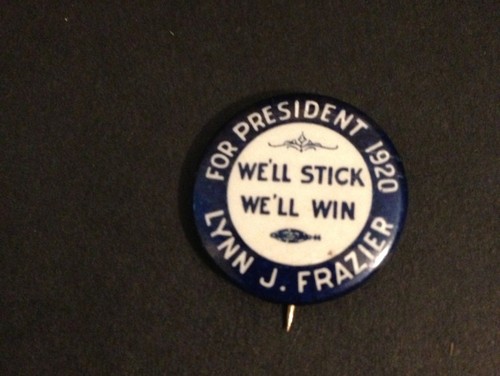 FOR PRESIDENT 1920
WE'LL STICK
WE'LL WIN
LYNN J. FRAZIER